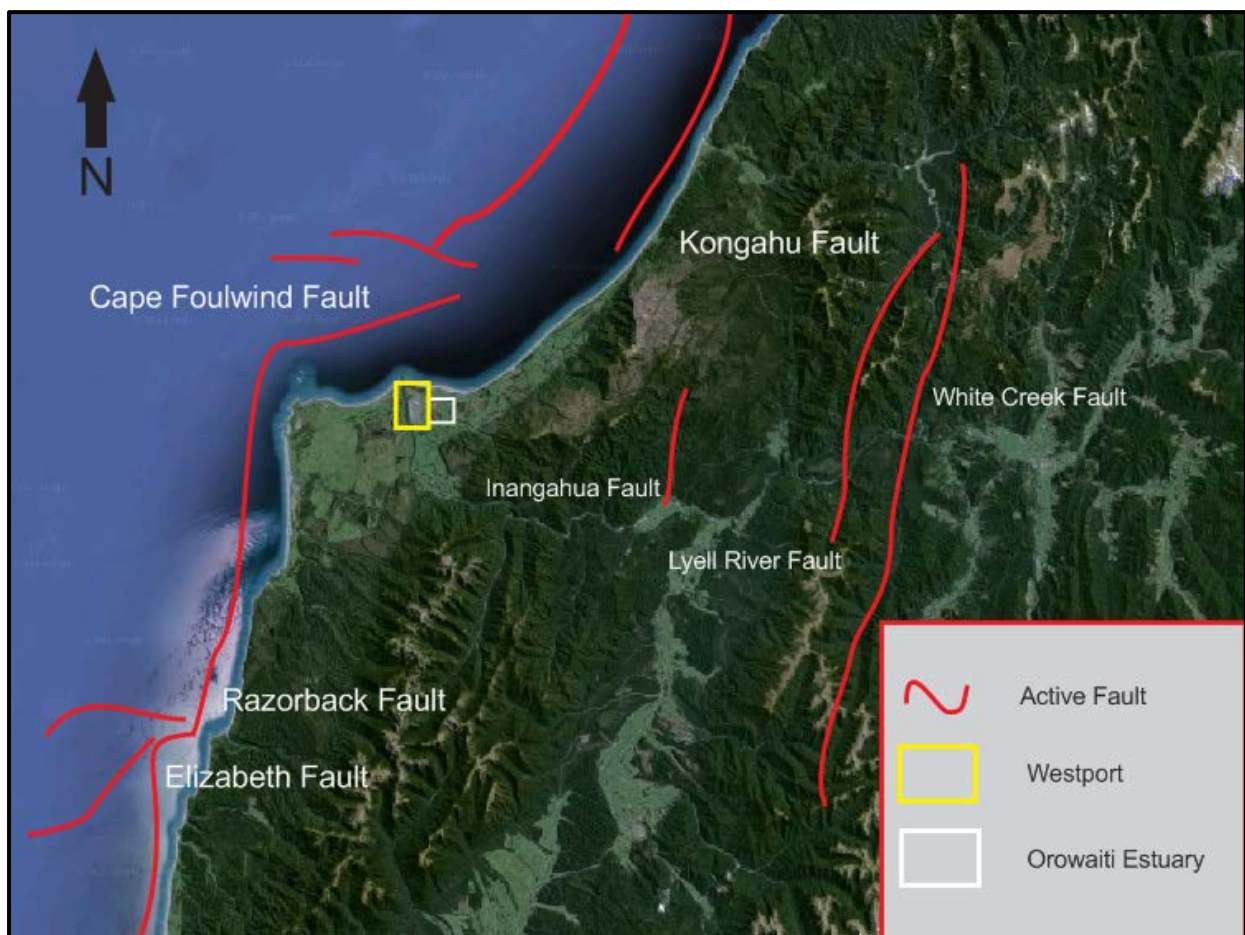 N
Kongahu Fault
Cape Foulwind Fault
White Creek Fault
Inangahua Fault
Lyell River Fault
Razorback Fault
Elizabeth Fault
Active Fault
Westport
Orowaiti Estuary